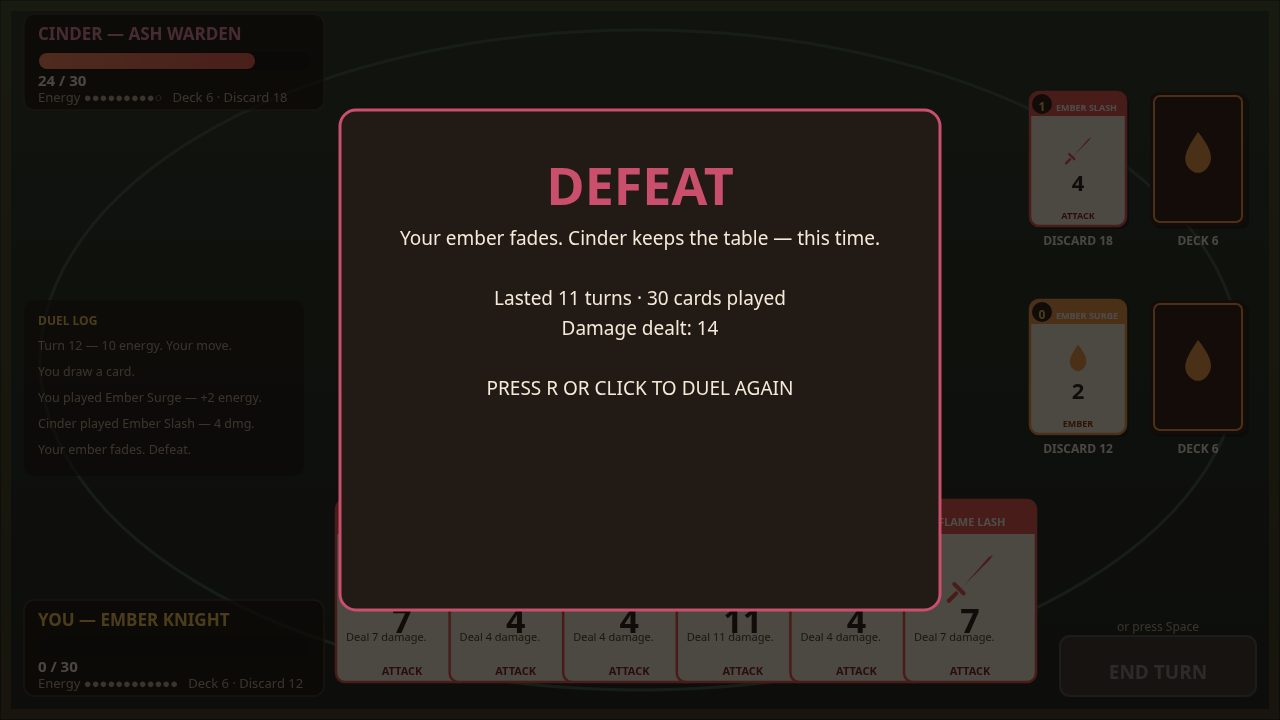 CINDER — ASH WARDEN
24 / 30
Energy ●●●●●●●●●○ Deck 6 · Discard 18
1 EMBER SLASH
4
ATTACK
DISCARD 18
DECK 6
DEFEAT
Your ember fades. Cinder keeps the table — this time.
Lasted 11 turns · 30 cards played
Damage dealt: 14
PRESS R OR CLICK TO DUEL AGAIN
DUEL LOG
Turn 12 — 10 energy. Your move.
You draw a card.
You played Ember Surge — +2 energy.
Cinder played Ember Slash — 4 dmg.
Your ember fades. Defeat.
0 EMBER SURGE
2
EMBER
DISCARD 12
DECK 6
YOU — EMBER KNIGHT
0 / 30
Energy ●●●●●●●●●●●● Deck 6 · Discard 12
7
Deal 7 damage.
ATTACK
4
Deal 4 damage.
ATTACK
4
Deal 4 damage.
ATTACK
11
Deal 11 damage.
ATTACK
4
Deal 4 damage.
ATTACK
FLAME LASH
7
Deal 7 damage.
ATTACK
or press Space
END TURN